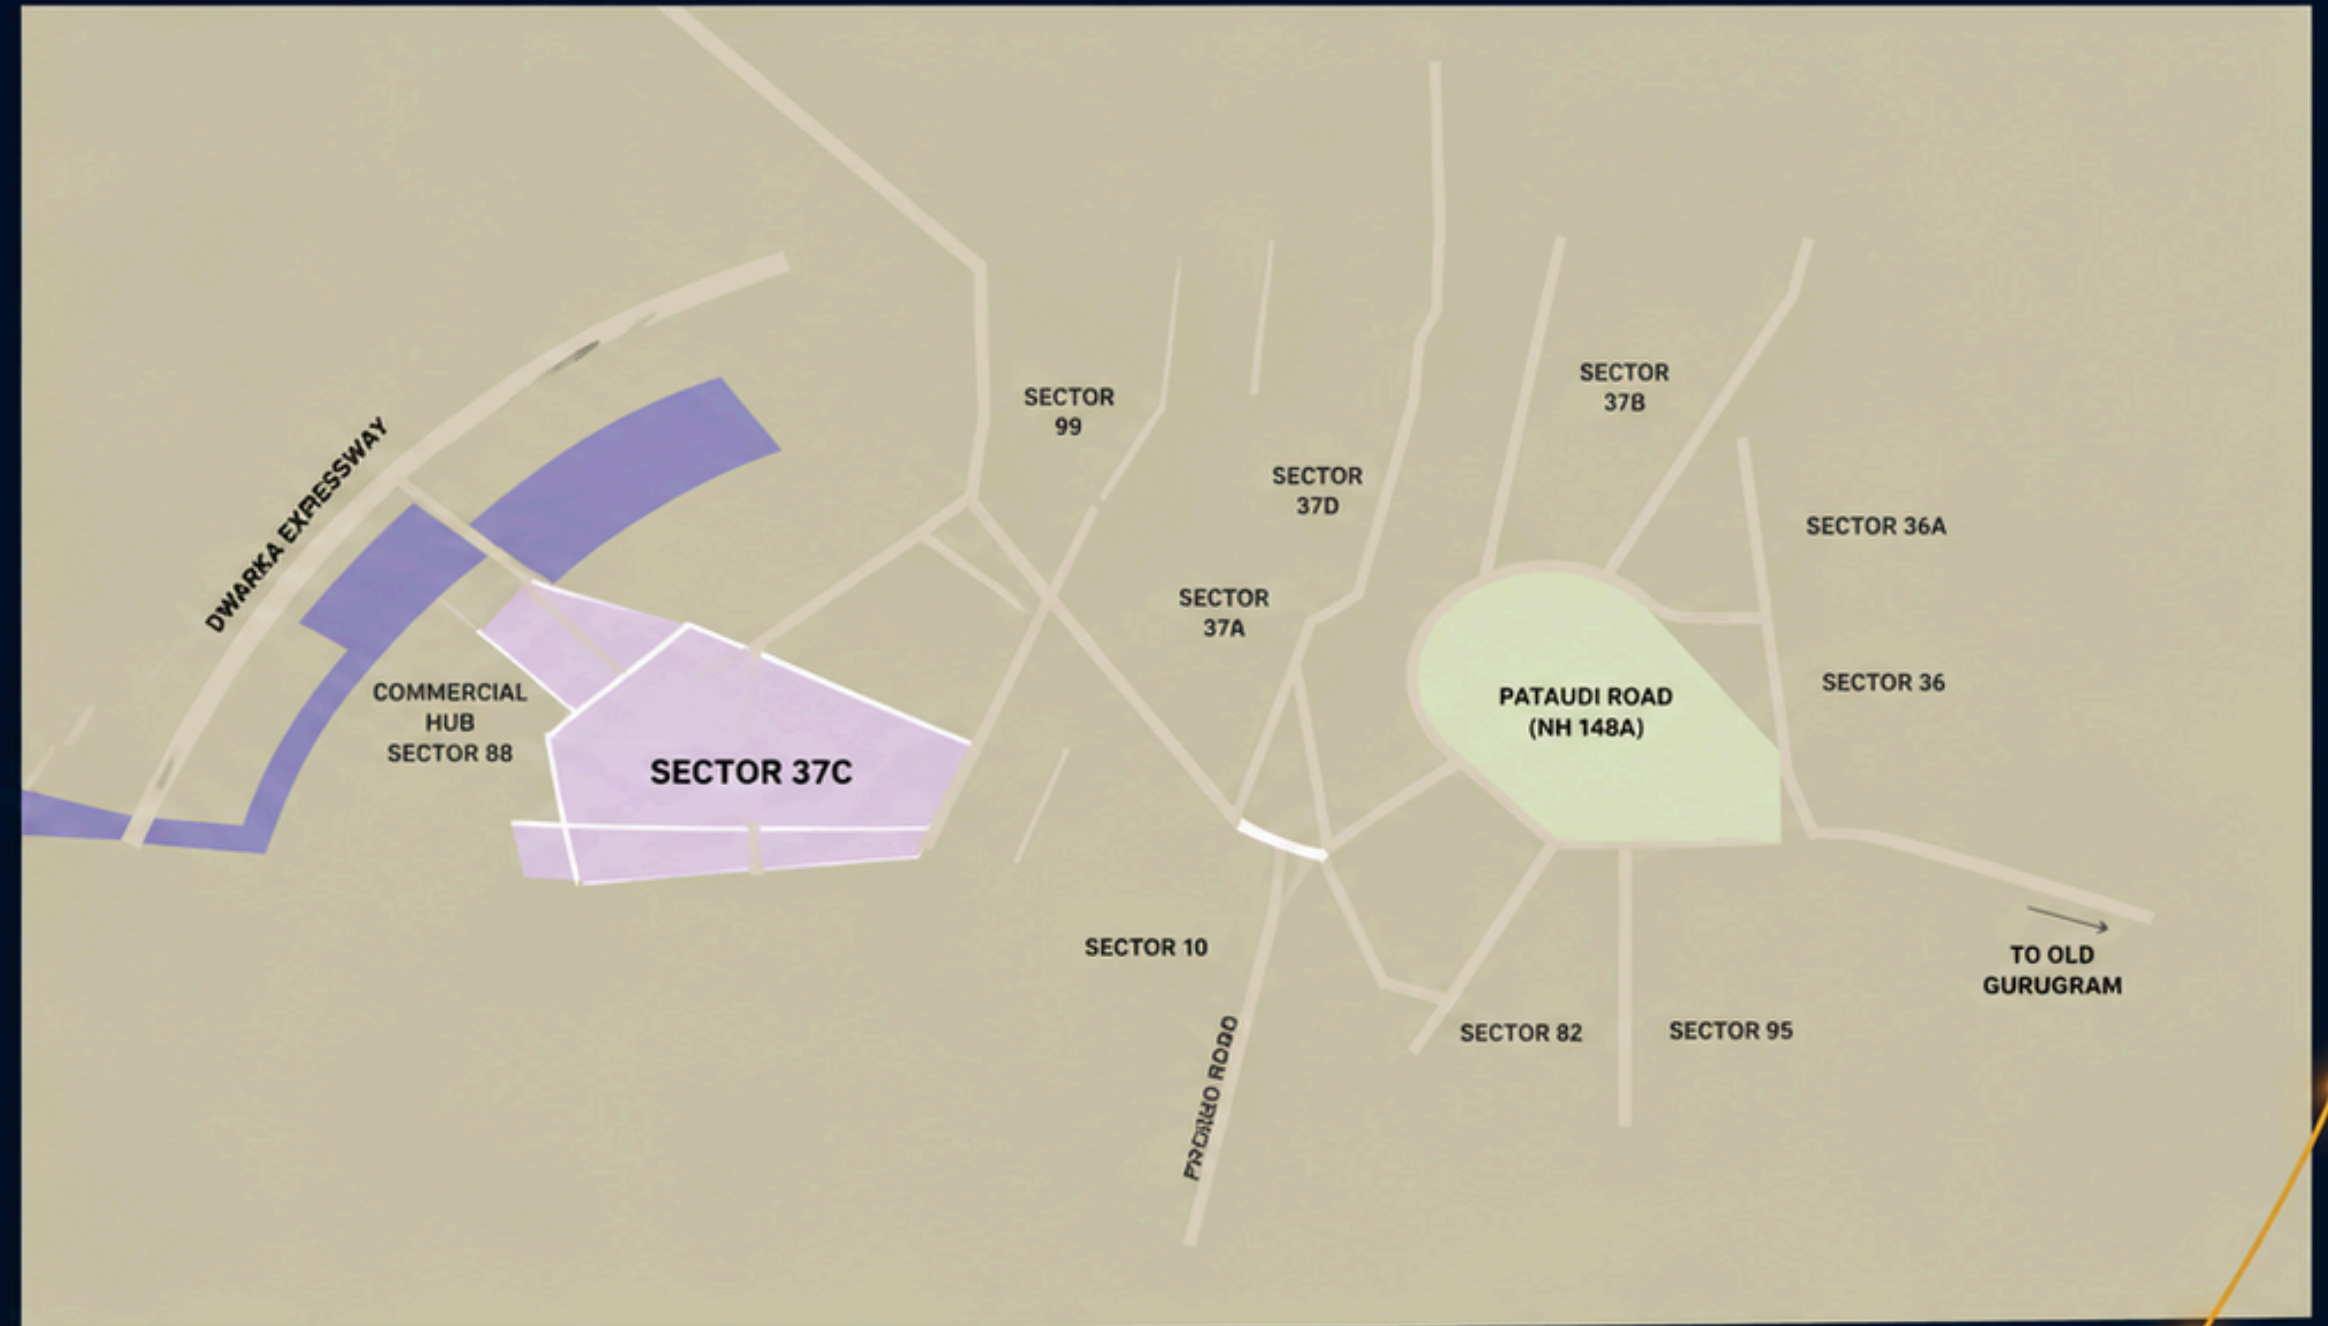 SECTOR
37B
SECTOR
99
SECTOR
37D
DWARKA EXPRESSWAY
SECTOR 36A
SECTOR
37A
SECTOR 36
COMMERCIAL
HUB
SECTOR 88
PATAUDI ROAD
(NH 148A)
SECTOR 37C
SECTOR 10
TO OLD
GURUGRAM
SECTOR 82
SECTOR 95